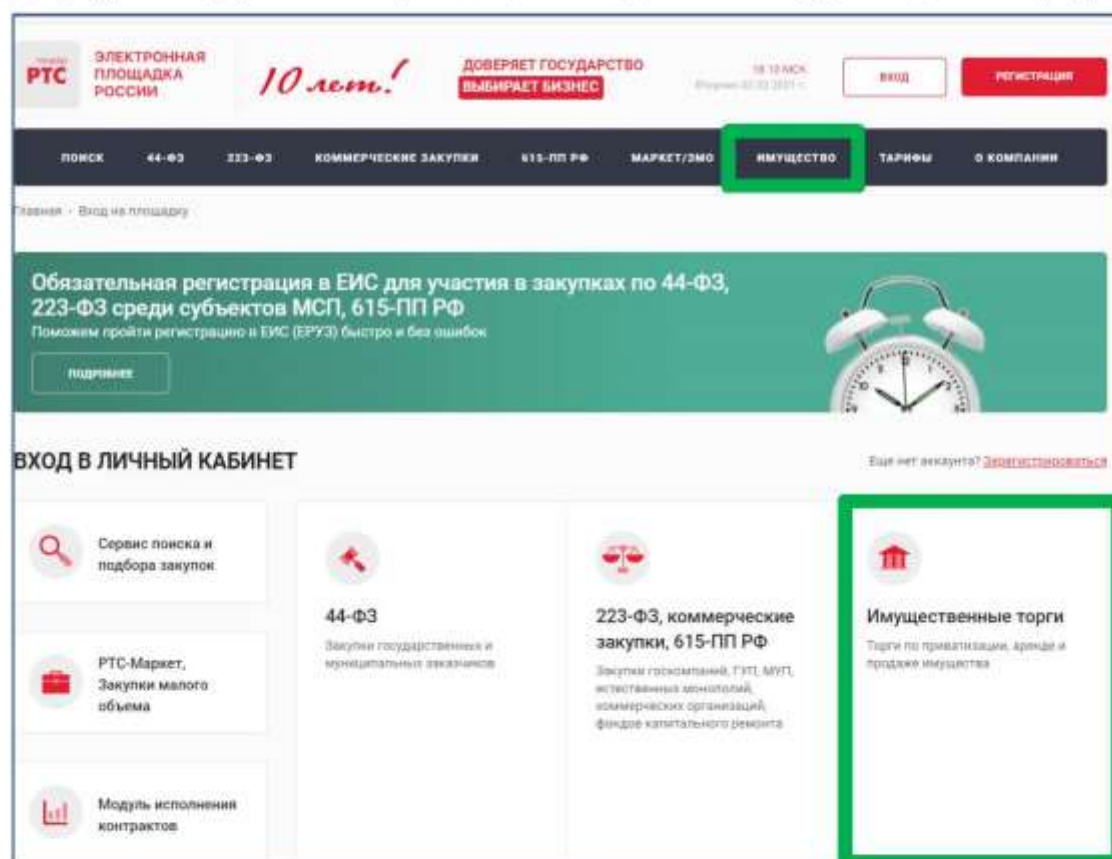 РТС
ЭЛЕКТРОННАЯ
ПЛОЩАДКА
РОССИИ
10 лет!
ДОВЕРЯЕТ ГОСУДАРСТВО
ВЫБИРАЕТ БИЗНЕС
ВХОД
РЕГИСТРАЦИЯ
ПОИСК 44-ФЗ 223-ФЗ КОММЕРЧЕСКИЕ ЗАКУПКИ 615-ПП РФ МАРКЕТ/ЗМО ИМУЩЕСТВО ТАРИФЫ О КОМПАНИИ
Главная - Вход на площадку
Обязательная регистрация в ЕИС для участия в закупках по 44-ФЗ,
223-ФЗ среди субъектов МСП, 615-ПП РФ
Поможем пройти регистрацию в ЕИС (ЕРУЗ) быстро и без ошибок
ПОДРОБНЕЕ
ВХОД В ЛИЧНЫЙ КАБИНЕТ
Еще нет аккаунта? Зарегистрироваться
Сервис поиска и
подбора закупок
РТС-Маркет,
Закупки малого
объема
Модуль исполнения
контрактов
44-ФЗ
Закупки государственных и
муниципальных заказчиков
223-ФЗ, коммерческие
закупки, 615-ПП РФ
Закупки госкомпаний, ГУП, МУП,
естественных монополий,
коммерческих организаций,
фондов капитального ремонта
Имущественные торги
Торги по приватизации, аренде и
продаже имущества